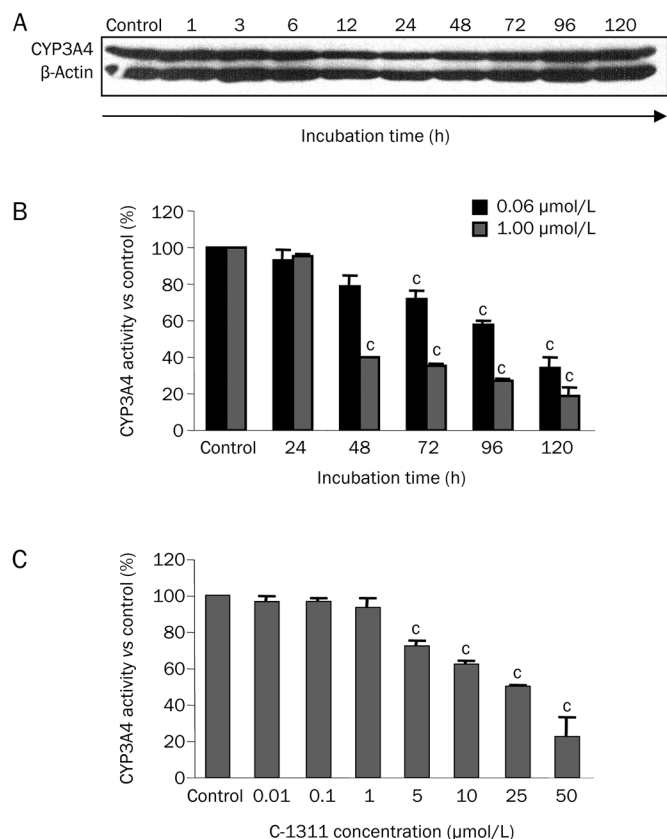 A
Control 1 3 6 12 24 48 72 96 120
CYP3A4
β-Actin
Incubation time (h)
B
CYP3A4 activity vs control (%)
120
100
80
60
40
20
0
0.06 µmol/L
1.00 µmol/L
c
c
c
c
c
c
c
Control 24 48 72 96 120
Incubation time (h)
C
CYP3A4 activity vs control (%)
120
100
80
60
40
20
0
c
c
c
c
Control 0.01 0.1 1 5 10 25 50
C-1311 concentration (µmol/L)